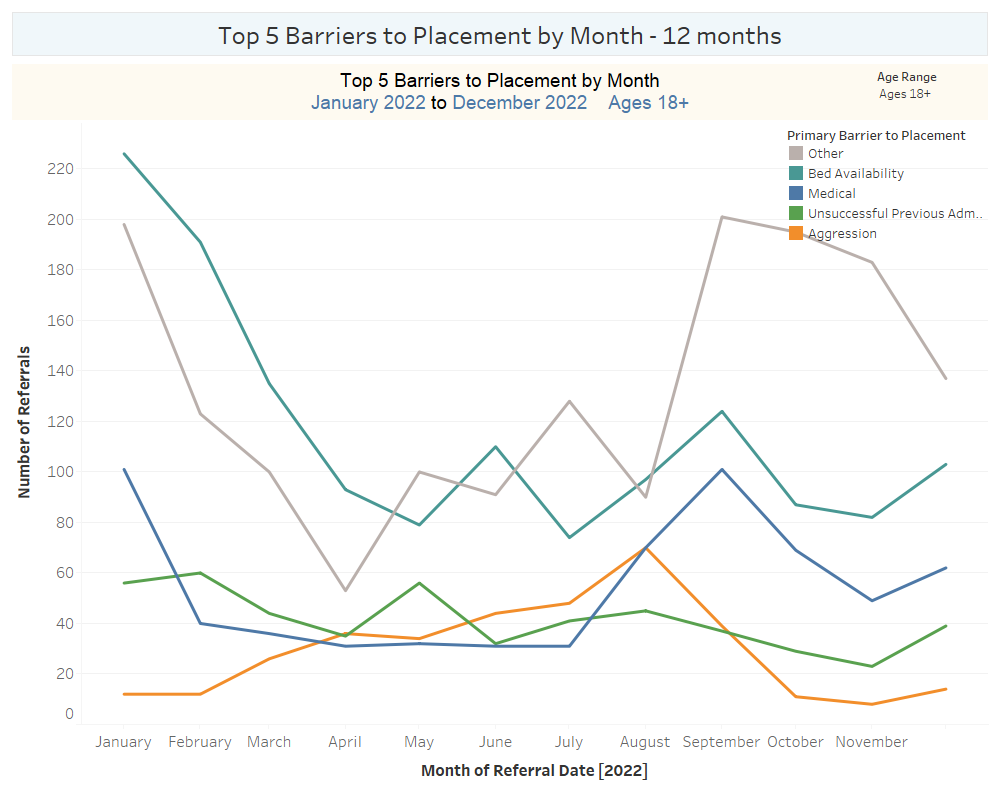 Top 5 Barriers to Placement by Month - 12 months
Top 5 Barriers to Placement by Month
January 2022 to December 2022 Ages 18+
Age Range
Ages 18+
Primary Barrier to Placement
Other
Bed Availability
Medical
Unsuccessful Previous Adm..
Aggression
220
200
180
160
140
120
100
80
60
40
20
0
Number of Referrals
January February March April May June July August September October November
Month of Referral Date [2022]